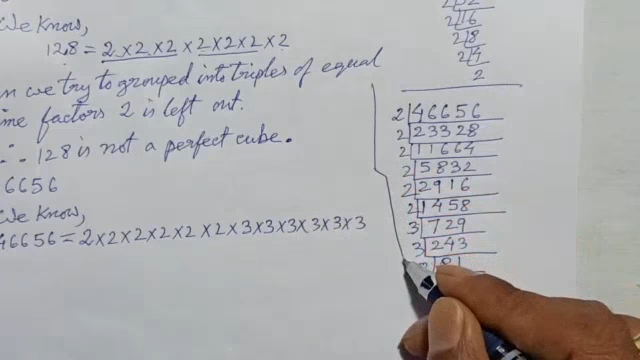 We Know,
128 = 2×2×2 × 2×2×2 × 2
n we try to grouped into triples of equal
ime factors 2 is left out.
∴ 128 is not a perfect cube.
6656
We Know,
46656 = 2×2×2×2×2×2×3×3×3×3×3×3
2 16
2 8
2 4
2
2 46656
2 23328
2 11664
2 5832
2 2916
2 1458
3 729
3 243
81